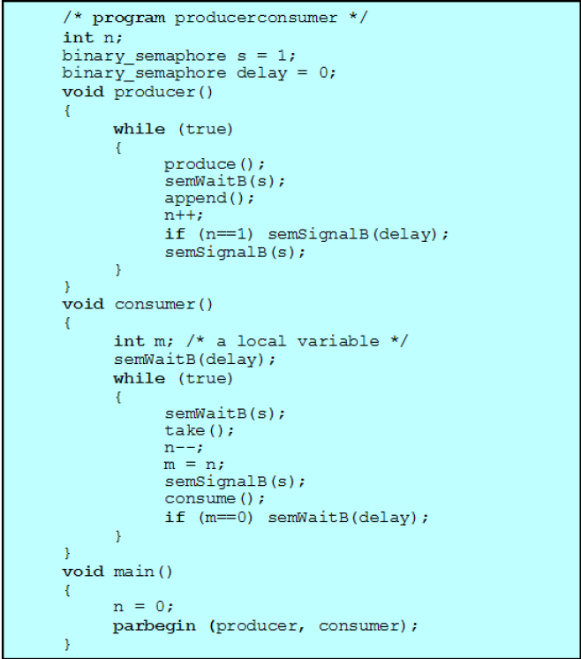 /* program producerconsumer */
int n;
binary_semaphore s = 1;
binary_semaphore delay = 0;
void producer()
{
while (true)
{
produce();
semWaitB(s);
append();
n++;
if (n==1) semSignalB(delay);
semSignalB(s);
}
}
void consumer()
{
int m; /* a local variable */
semWaitB(delay);
while (true)
{
semWaitB(s);
take();
n--;
m = n;
semSignalB(s);
consume();
if (m==0) semWaitB(delay);
}
}
void main()
{
n = 0;
parbegin (producer, consumer);
}